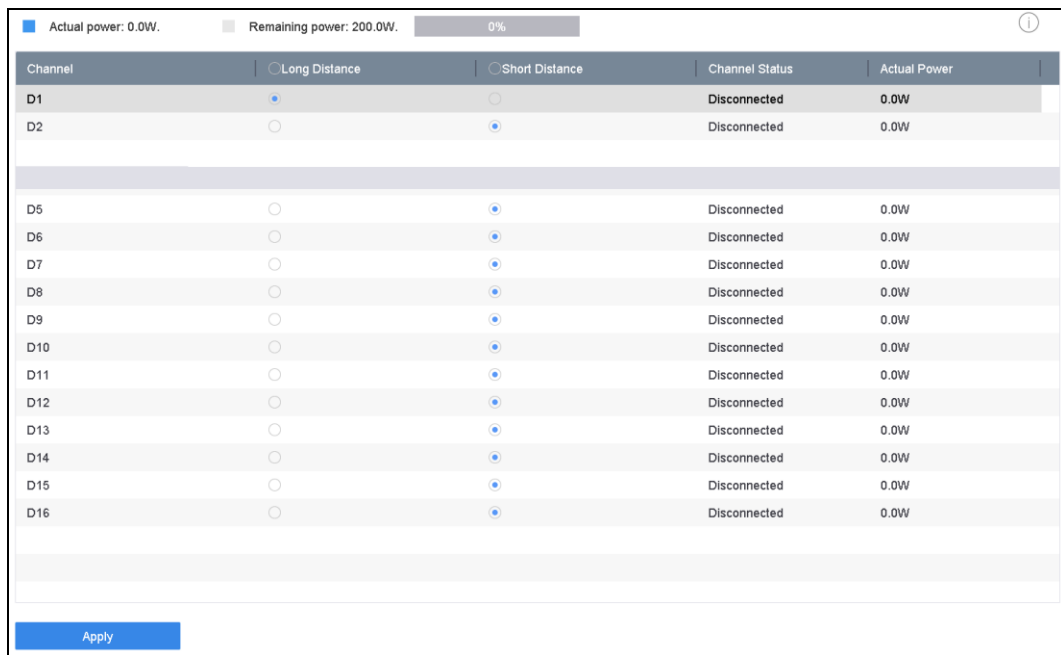 Actual power: 0.0W. Remaining power: 200.0W. 0% i
Channel Long Distance Short Distance Channel Status Actual Power
D1 Disconnected 0.0W
D2 Disconnected 0.0W
D5 Disconnected 0.0W
D6 Disconnected 0.0W
D7 Disconnected 0.0W
D8 Disconnected 0.0W
D9 Disconnected 0.0W
D10 Disconnected 0.0W
D11 Disconnected 0.0W
D12 Disconnected 0.0W
D13 Disconnected 0.0W
D14 Disconnected 0.0W
D15 Disconnected 0.0W
D16 Disconnected 0.0W
Apply